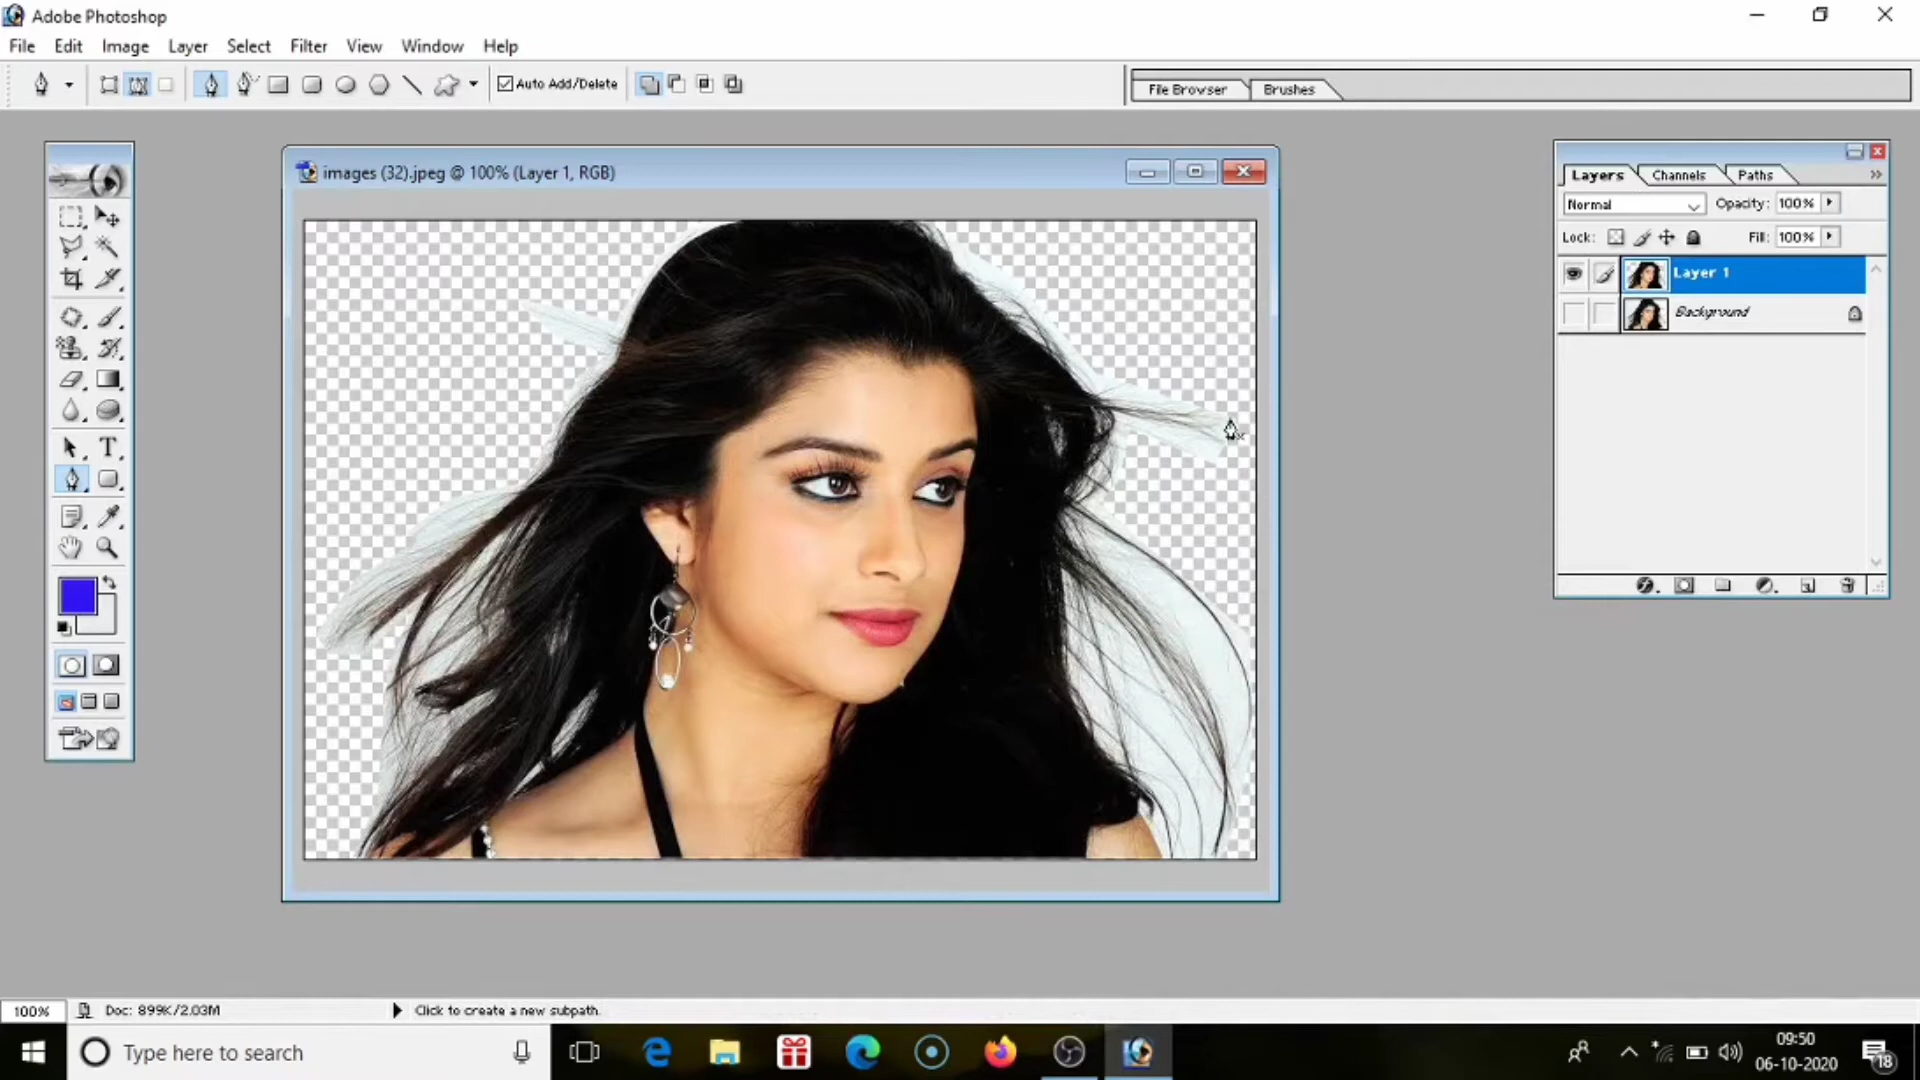 Adobe Photoshop
File Edit Image Layer Select Filter View Window Help
Auto Add/Delete
File Browser Brushes
images (32).jpeg @ 100% (Layer 1, RGB)
Layers Channels Paths
Normal Opacity: 100%
Lock: Fill: 100%
Layer 1
Background
T
100% Doc: 899K/2.03M Click to create a new subpath.
Type here to search
09:50
06-10-2020
18